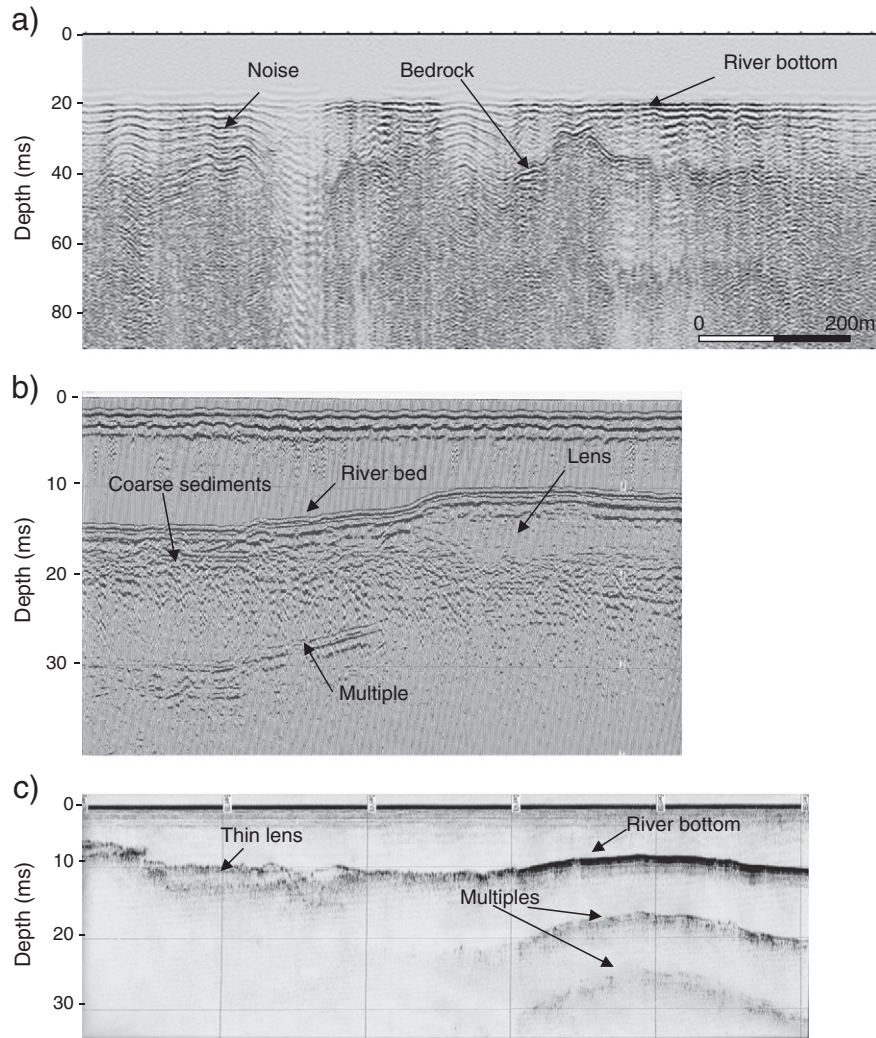 a)
0
Noise
Bedrock
River bottom
20
40
60
80
Depth (ms)
0
200m
b)
0
Lens
River bed
Coarse sediments
10
20
30
Depth (ms)
Multiple
c)
0
Thin lens
River bottom
10
Multiples
20
30
Depth (ms)